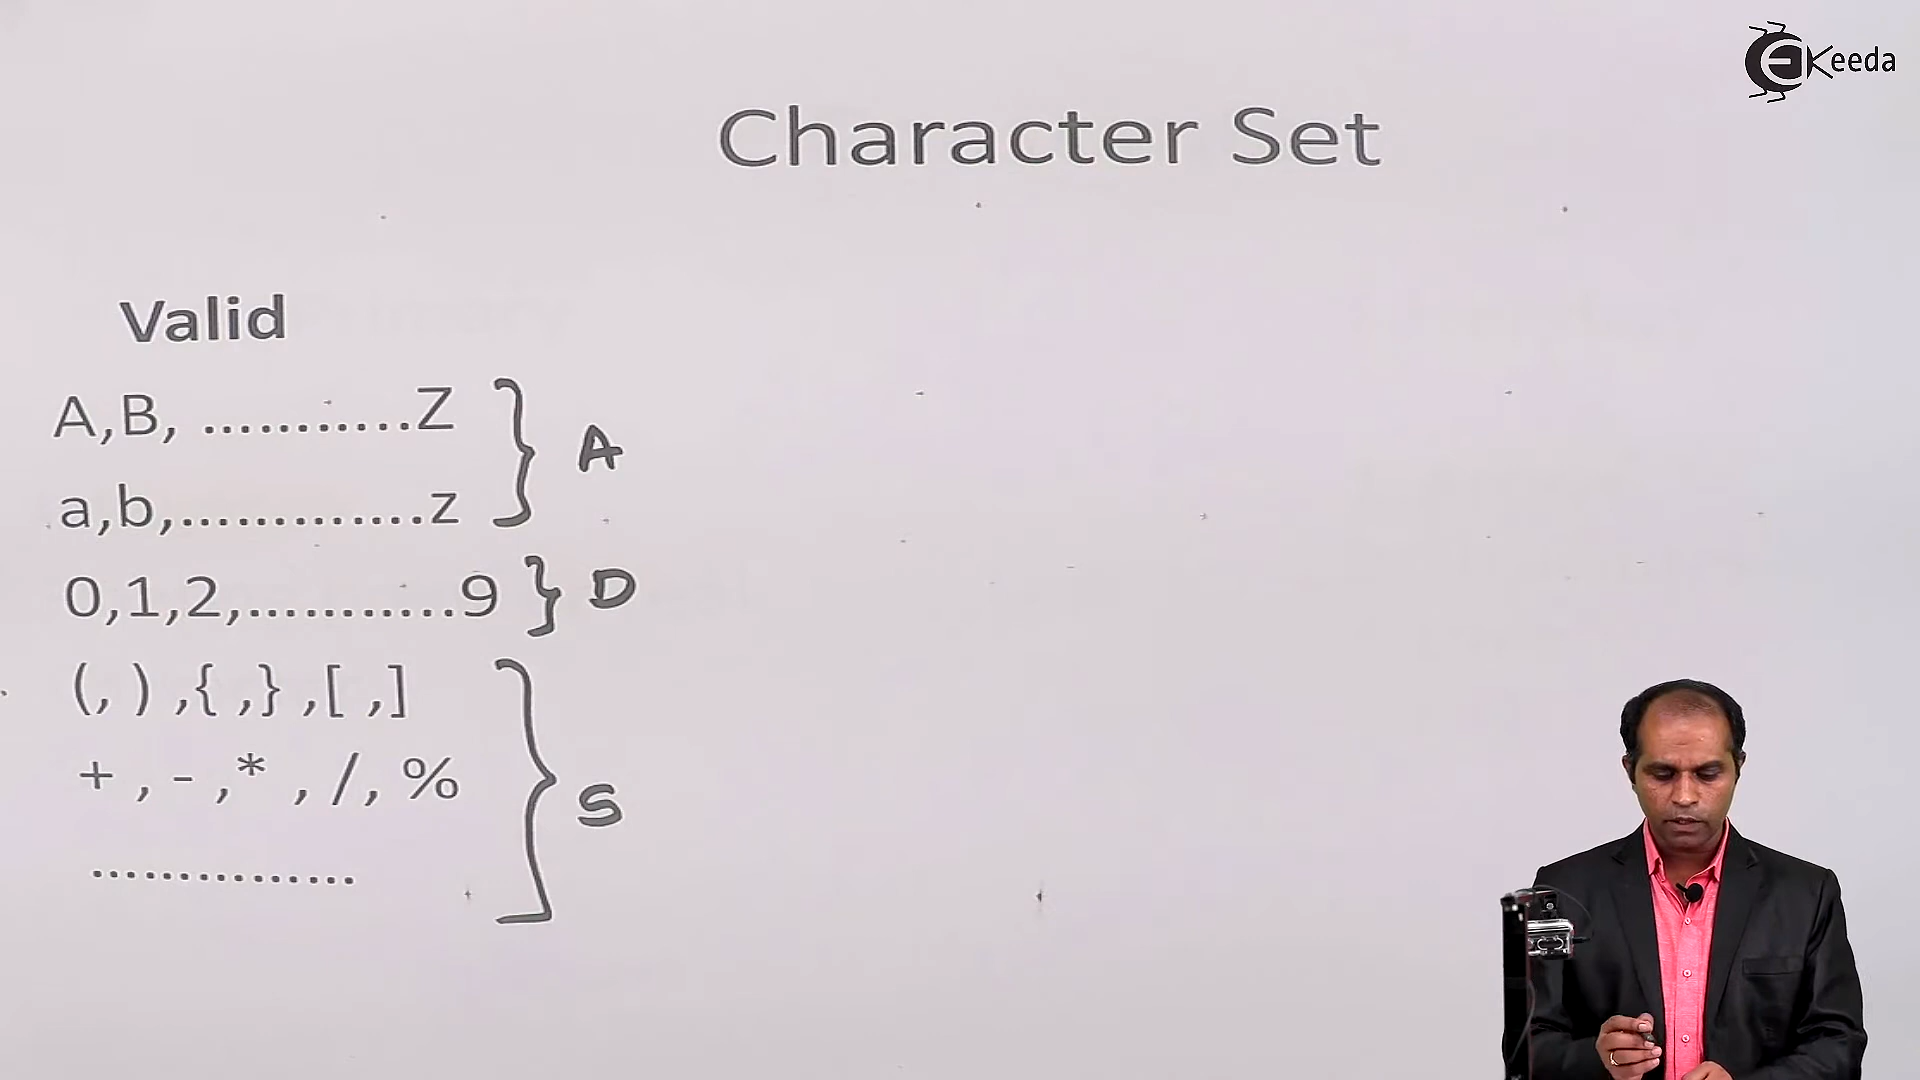 eKeeda
Character Set
Valid
A,B, ...........Z
a,b,.............z
A
0,1,2,...........9
D
(, ) ,{ ,} ,[ ,]
+ , - ,* , /, %
...............
S